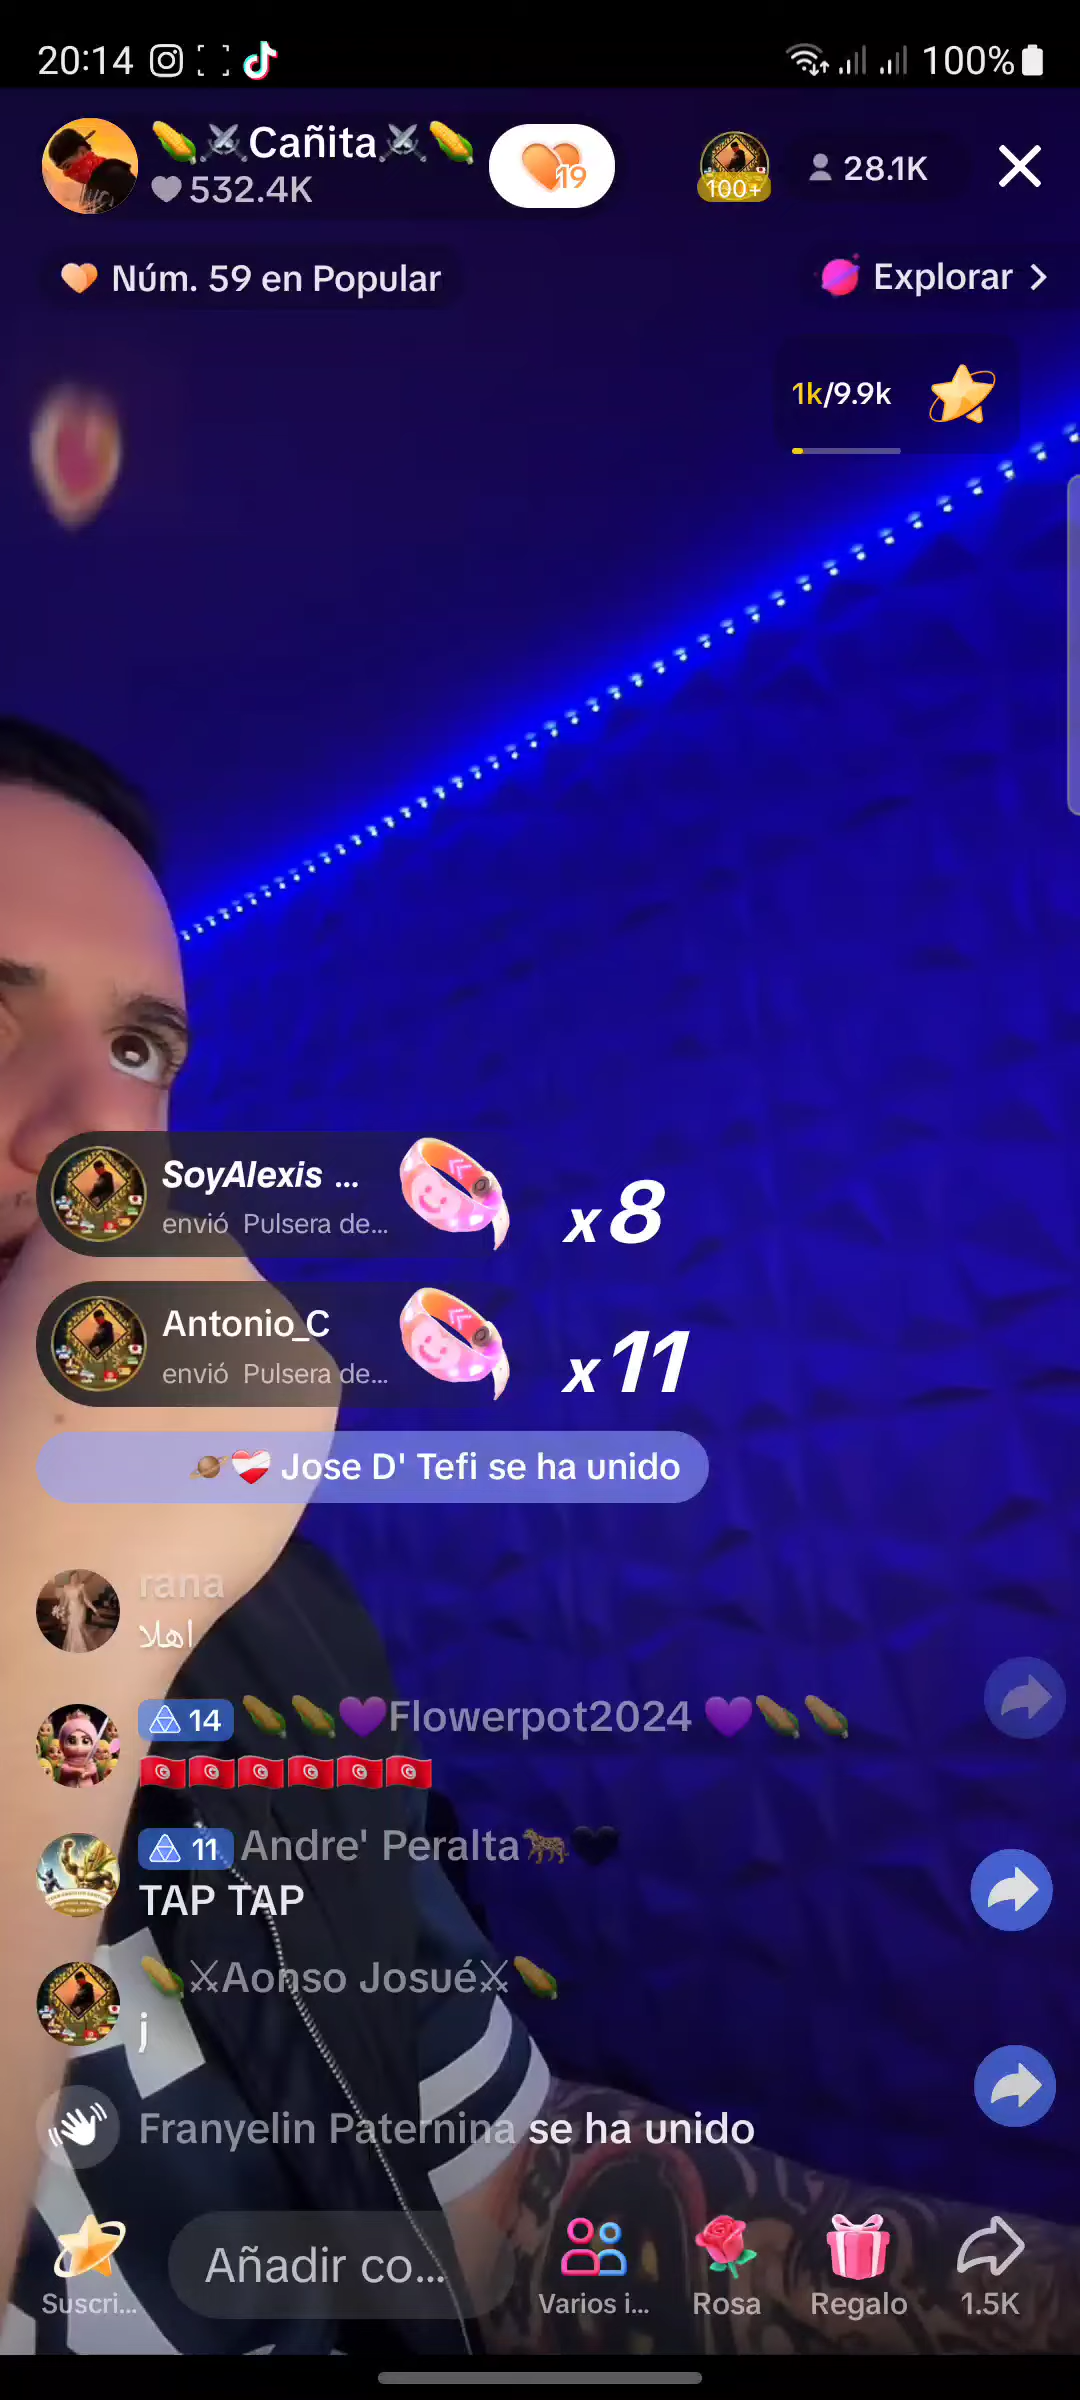 20:14
100%
🌽⚔️Cañita⚔️🌽
532.4K
19
100+
28.1K
Núm. 59 en Popular
Explorar
1k/9.9k
SoyAlexis ...
envió Pulsera de...
x8
Antonio_C
envió Pulsera de...
x11
🪐❤️‍🩹 Jose D' Tefi se ha unido
rana
اهلا
14 🌽🌽💜Flowerpot2024 💜🌽🌽
🇹🇳🇹🇳🇹🇳🇹🇳🇹🇳🇹🇳
11 Andre' Peralta🐆🖤
TAP TAP
🌽⚔Aonso Josué⚔🌽
j
Franyelin Paternina se ha unido
Suscri...
Añadir co...
Varios i...
Rosa
Regalo
1.5K